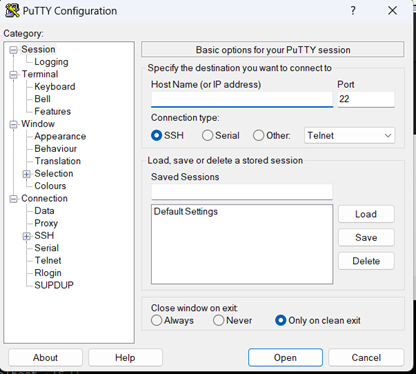 PuTTY Configuration
Category:
Session
Logging
Terminal
Keyboard
Bell
Features
Window
Appearance
Behaviour
Translation
Selection
Colours
Connection
Data
Proxy
SSH
Serial
Telnet
Rlogin
SUPDUP
Basic options for your PuTTY session
Specify the destination you want to connect to
Host Name (or IP address) Port
22
Connection type:
SSH Serial Other: Telnet
Load, save or delete a stored session
Saved Sessions
Default Settings
Load
Save
Delete
Close window on exit:
Always Never Only on clean exit
About Help Open Cancel